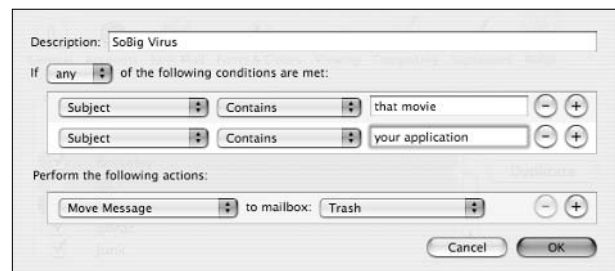 Description: SoBig Virus
If any of the following conditions are met:
Subject Contains that movie
Subject Contains your application
Perform the following actions:
Move Message to mailbox: Trash
Cancel OK